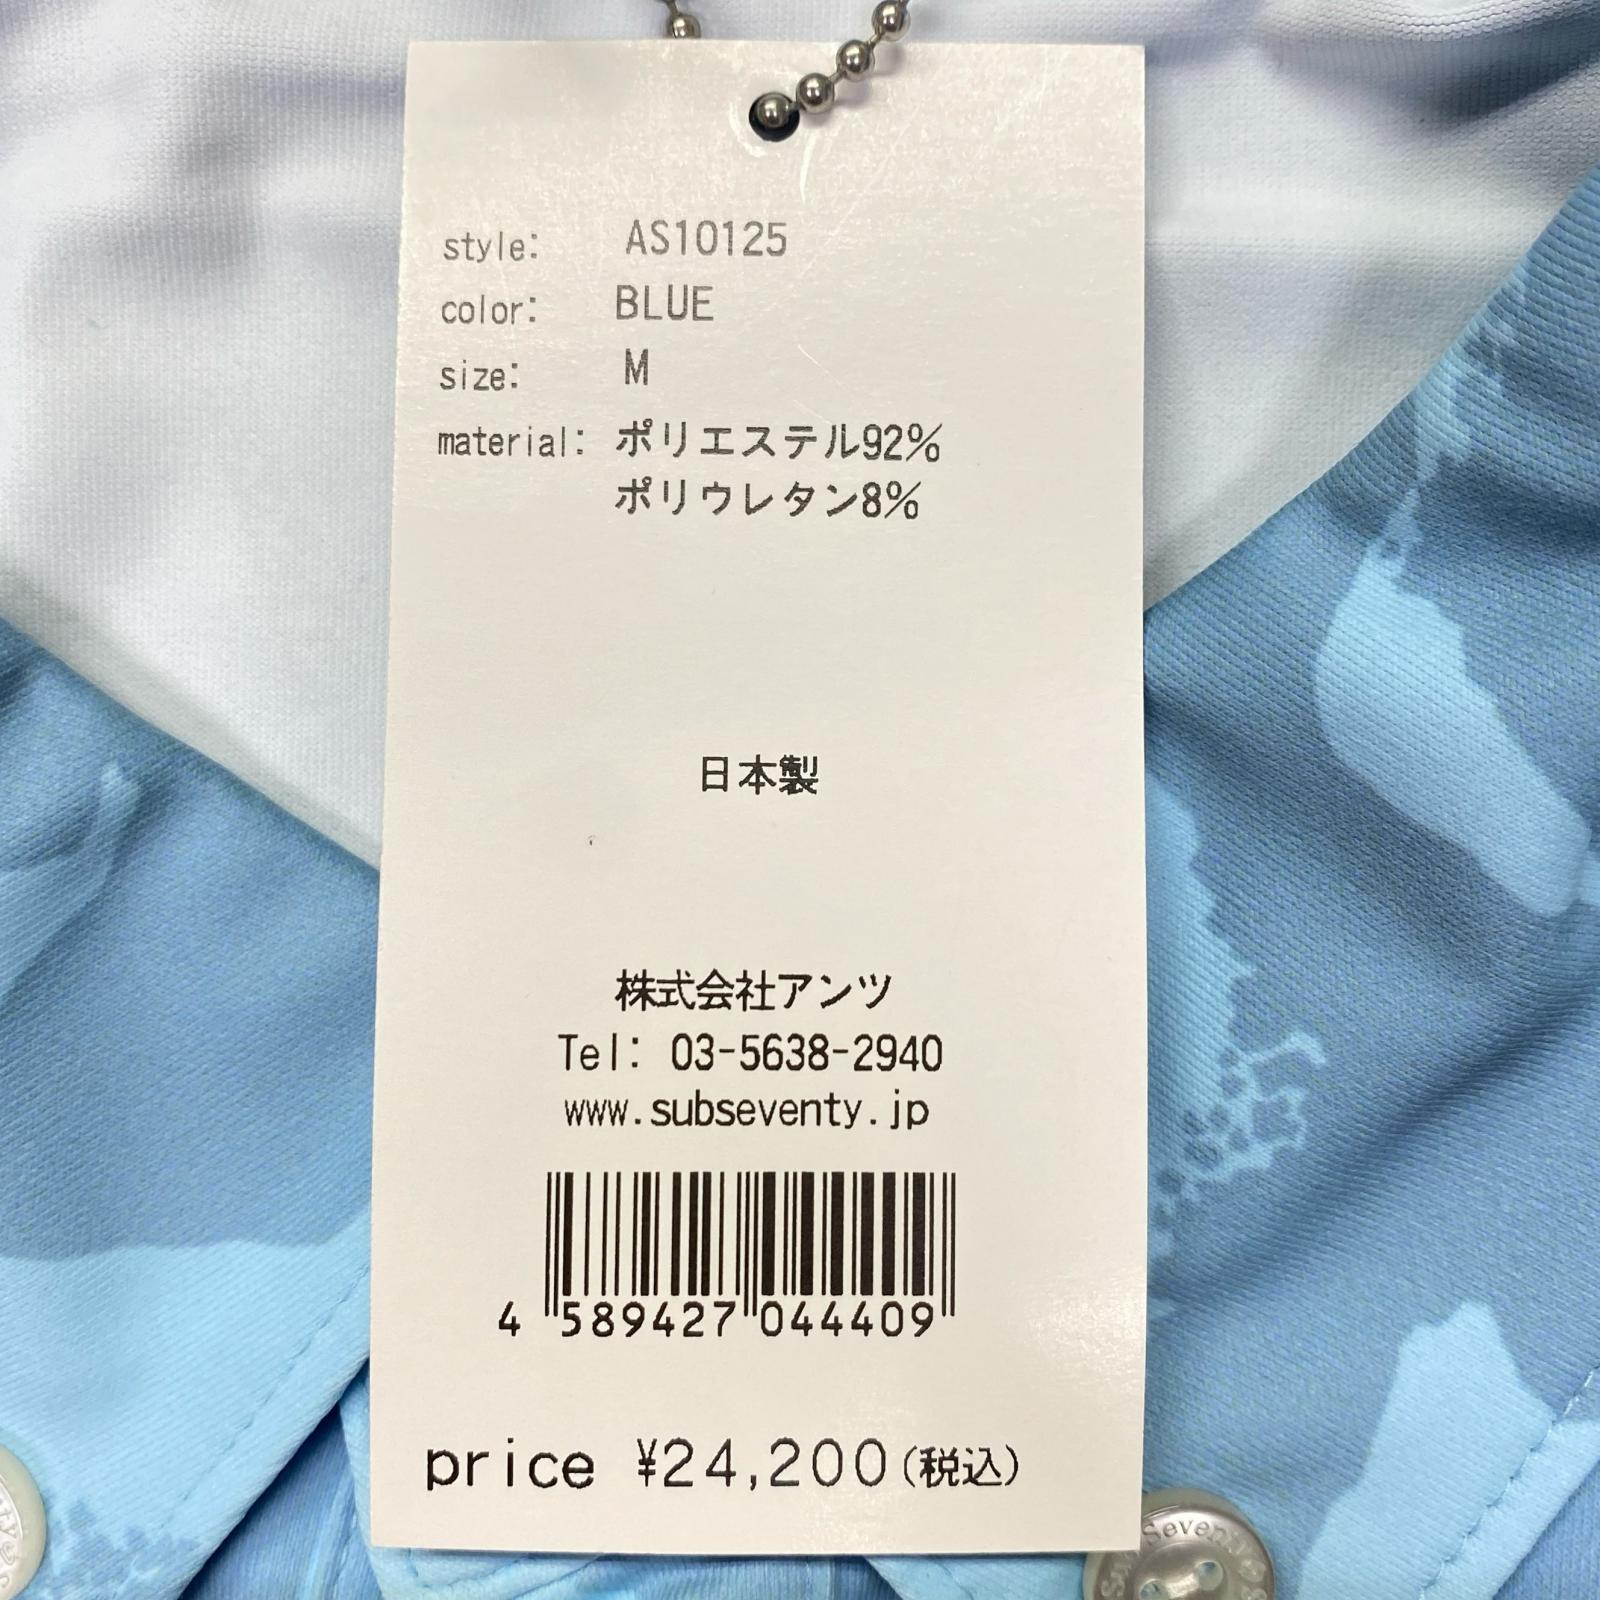 style: AS10125
color: BLUE
size: M
material: ポリエステル92%
ポリウレタン8%
日本製
株式会社アンツ
Tel: 03-5638-2940
www.subseventy.jp
4 589427 044409
price ¥24,200(税込)
Seventy